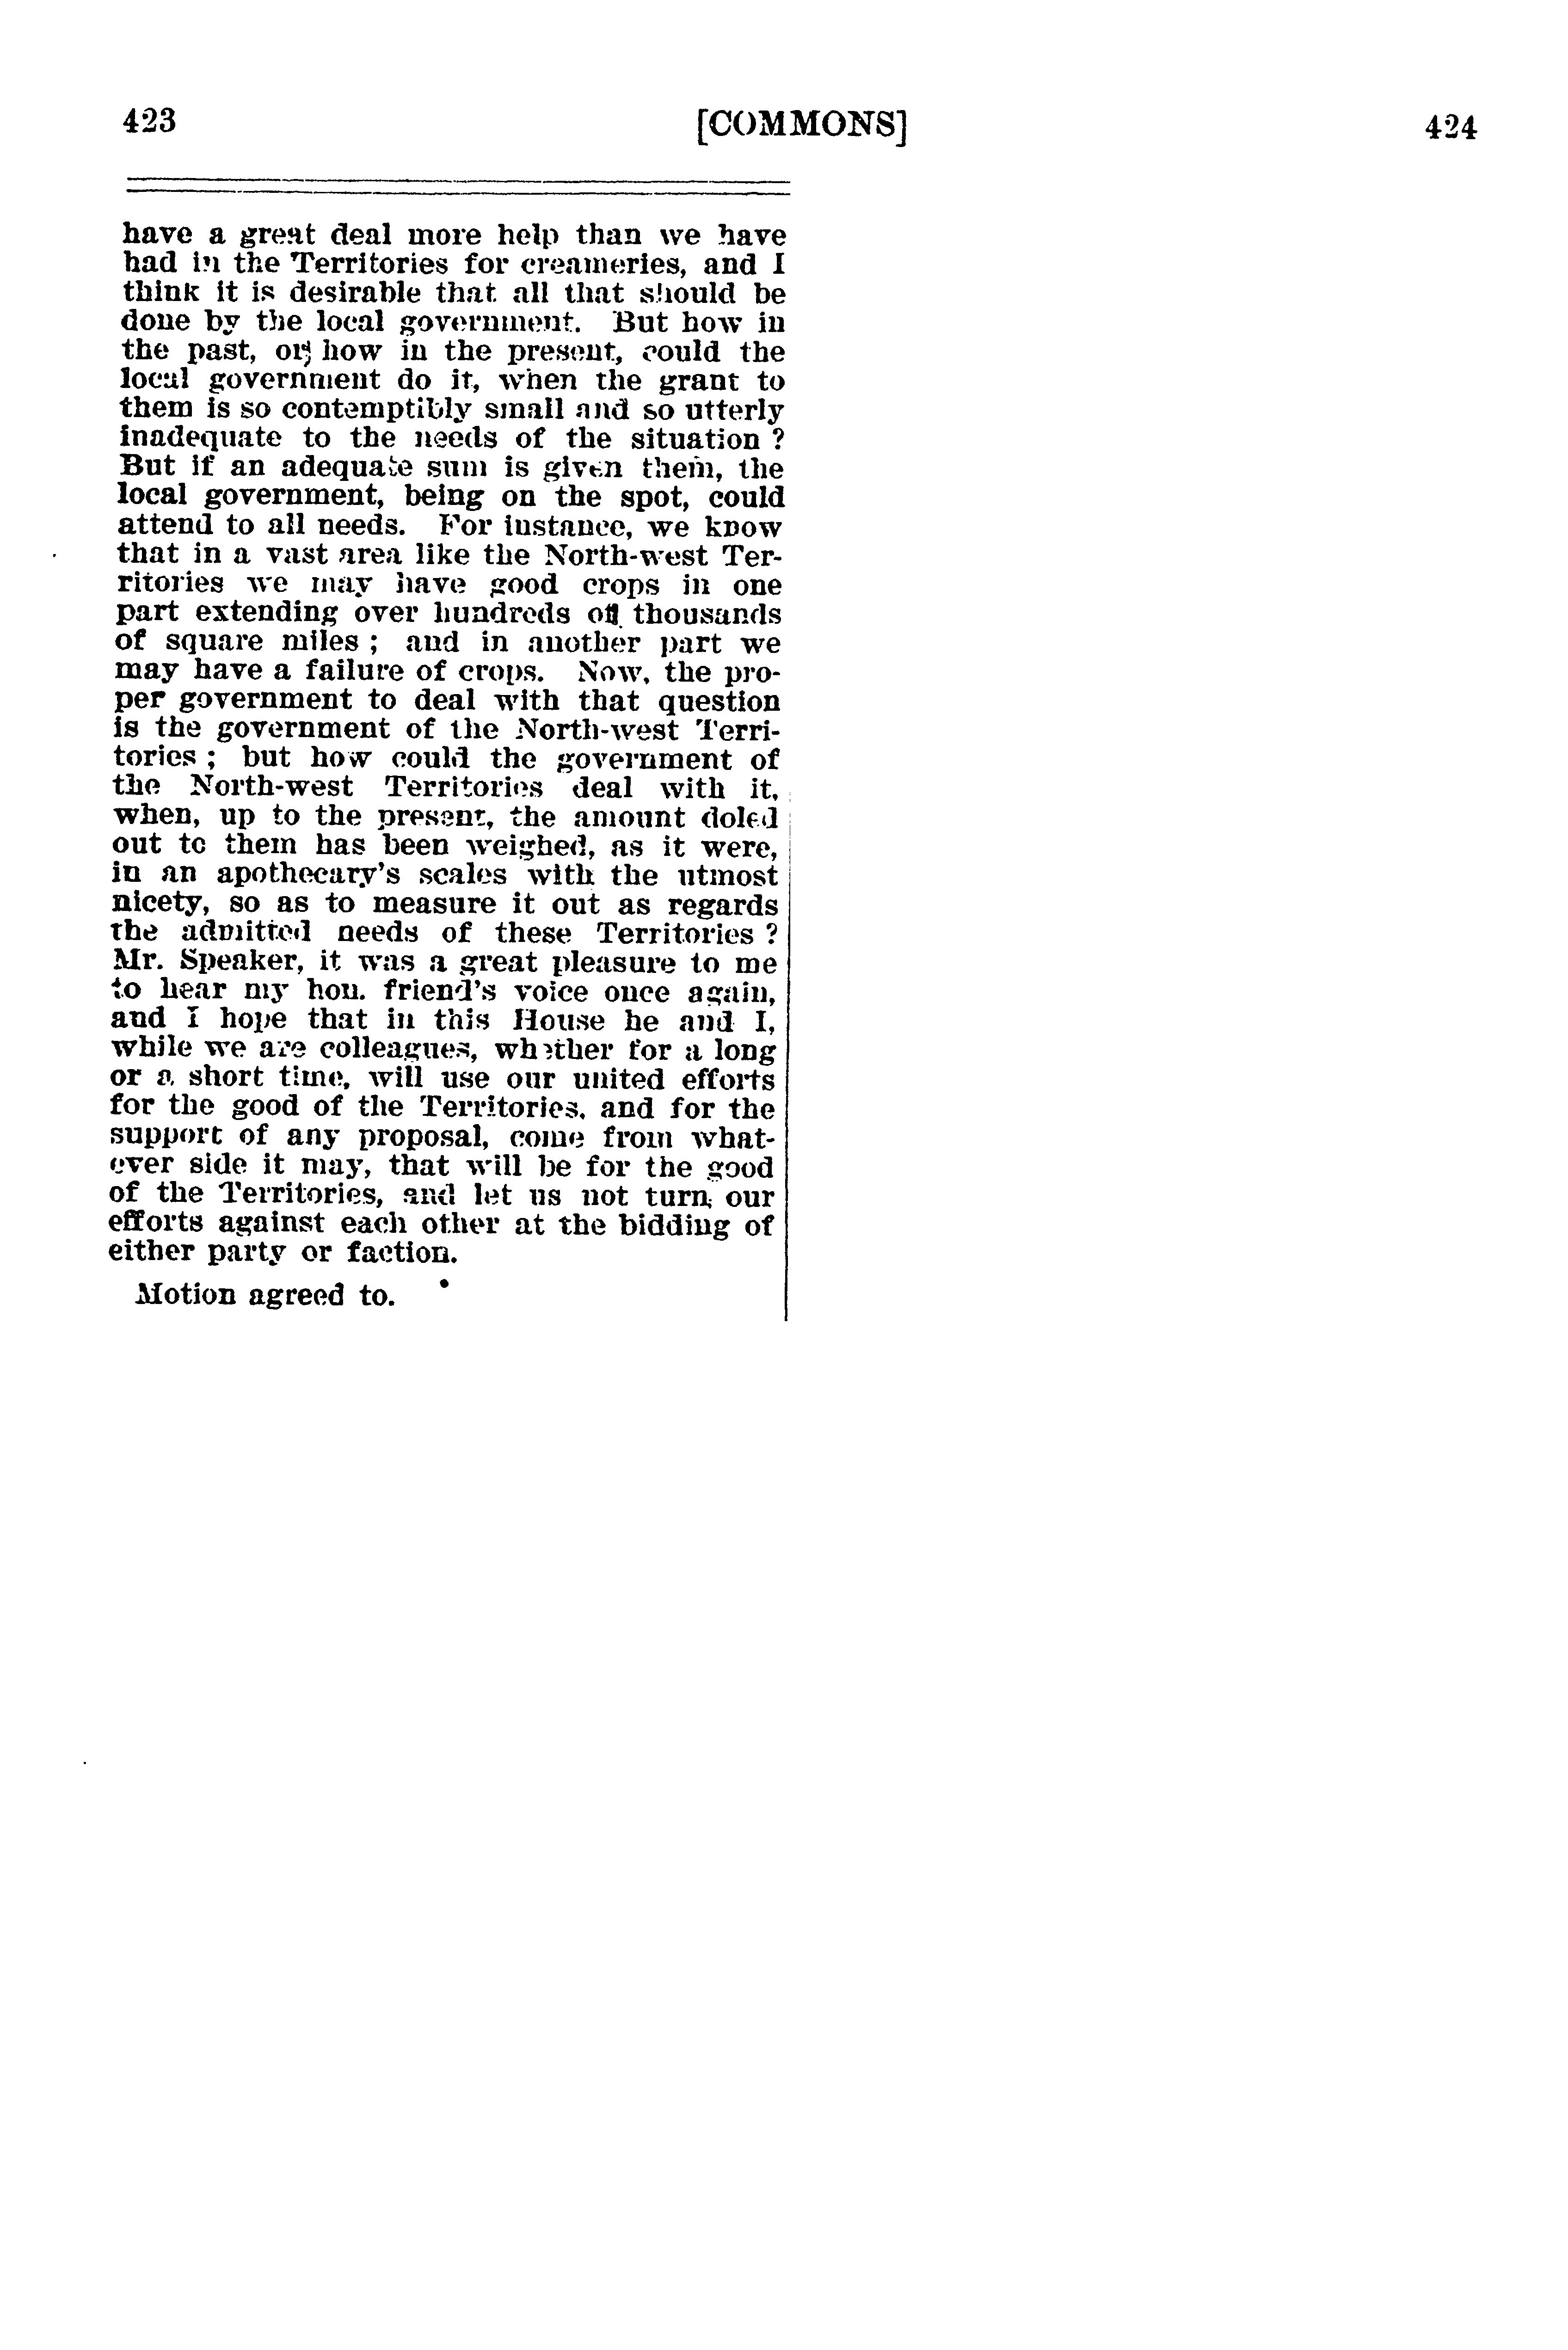 423
[COMMONS]
424
have a great deal more help than we have
had in the Territories for creameries, and I
think it is desirable that all that should be
done by the local government. But how in
the past, or how in the present, could the
local government do it, when the grant to
them is so contemptibly small and so utterly
inadequate to the needs of the situation ?
But if an adequate sum is given them, the
local government, being on the spot, could
attend to all needs. For instance, we know
that in a vast area like the North-west Ter-
ritories we may have good crops in one
part extending over hundreds of thousands
of square miles ; and in another part we
may have a failure of crops. Now, the pro-
per government to deal with that question
is the government of the North-west Terri-
tories ; but how could the government of
the North-west Territories deal with it,
when, up to the present, the amount doled
out to them has been weighed, as it were,
in an apothecary's scales with the utmost
nicety, so as to measure it out as regards
the admitted needs of these Territories ?
Mr. Speaker, it was a great pleasure to me
to hear my hon. friend's voice once again,
and I hope that in this House he and I,
while we are colleagues, whether for a long
or a short time, will use our united efforts
for the good of the Territories, and for the
support of any proposal, come from what-
ever side it may, that will be for the good
of the Territories, and let us not turn our
efforts against each other at the bidding of
either party or faction.
Motion agreed to.